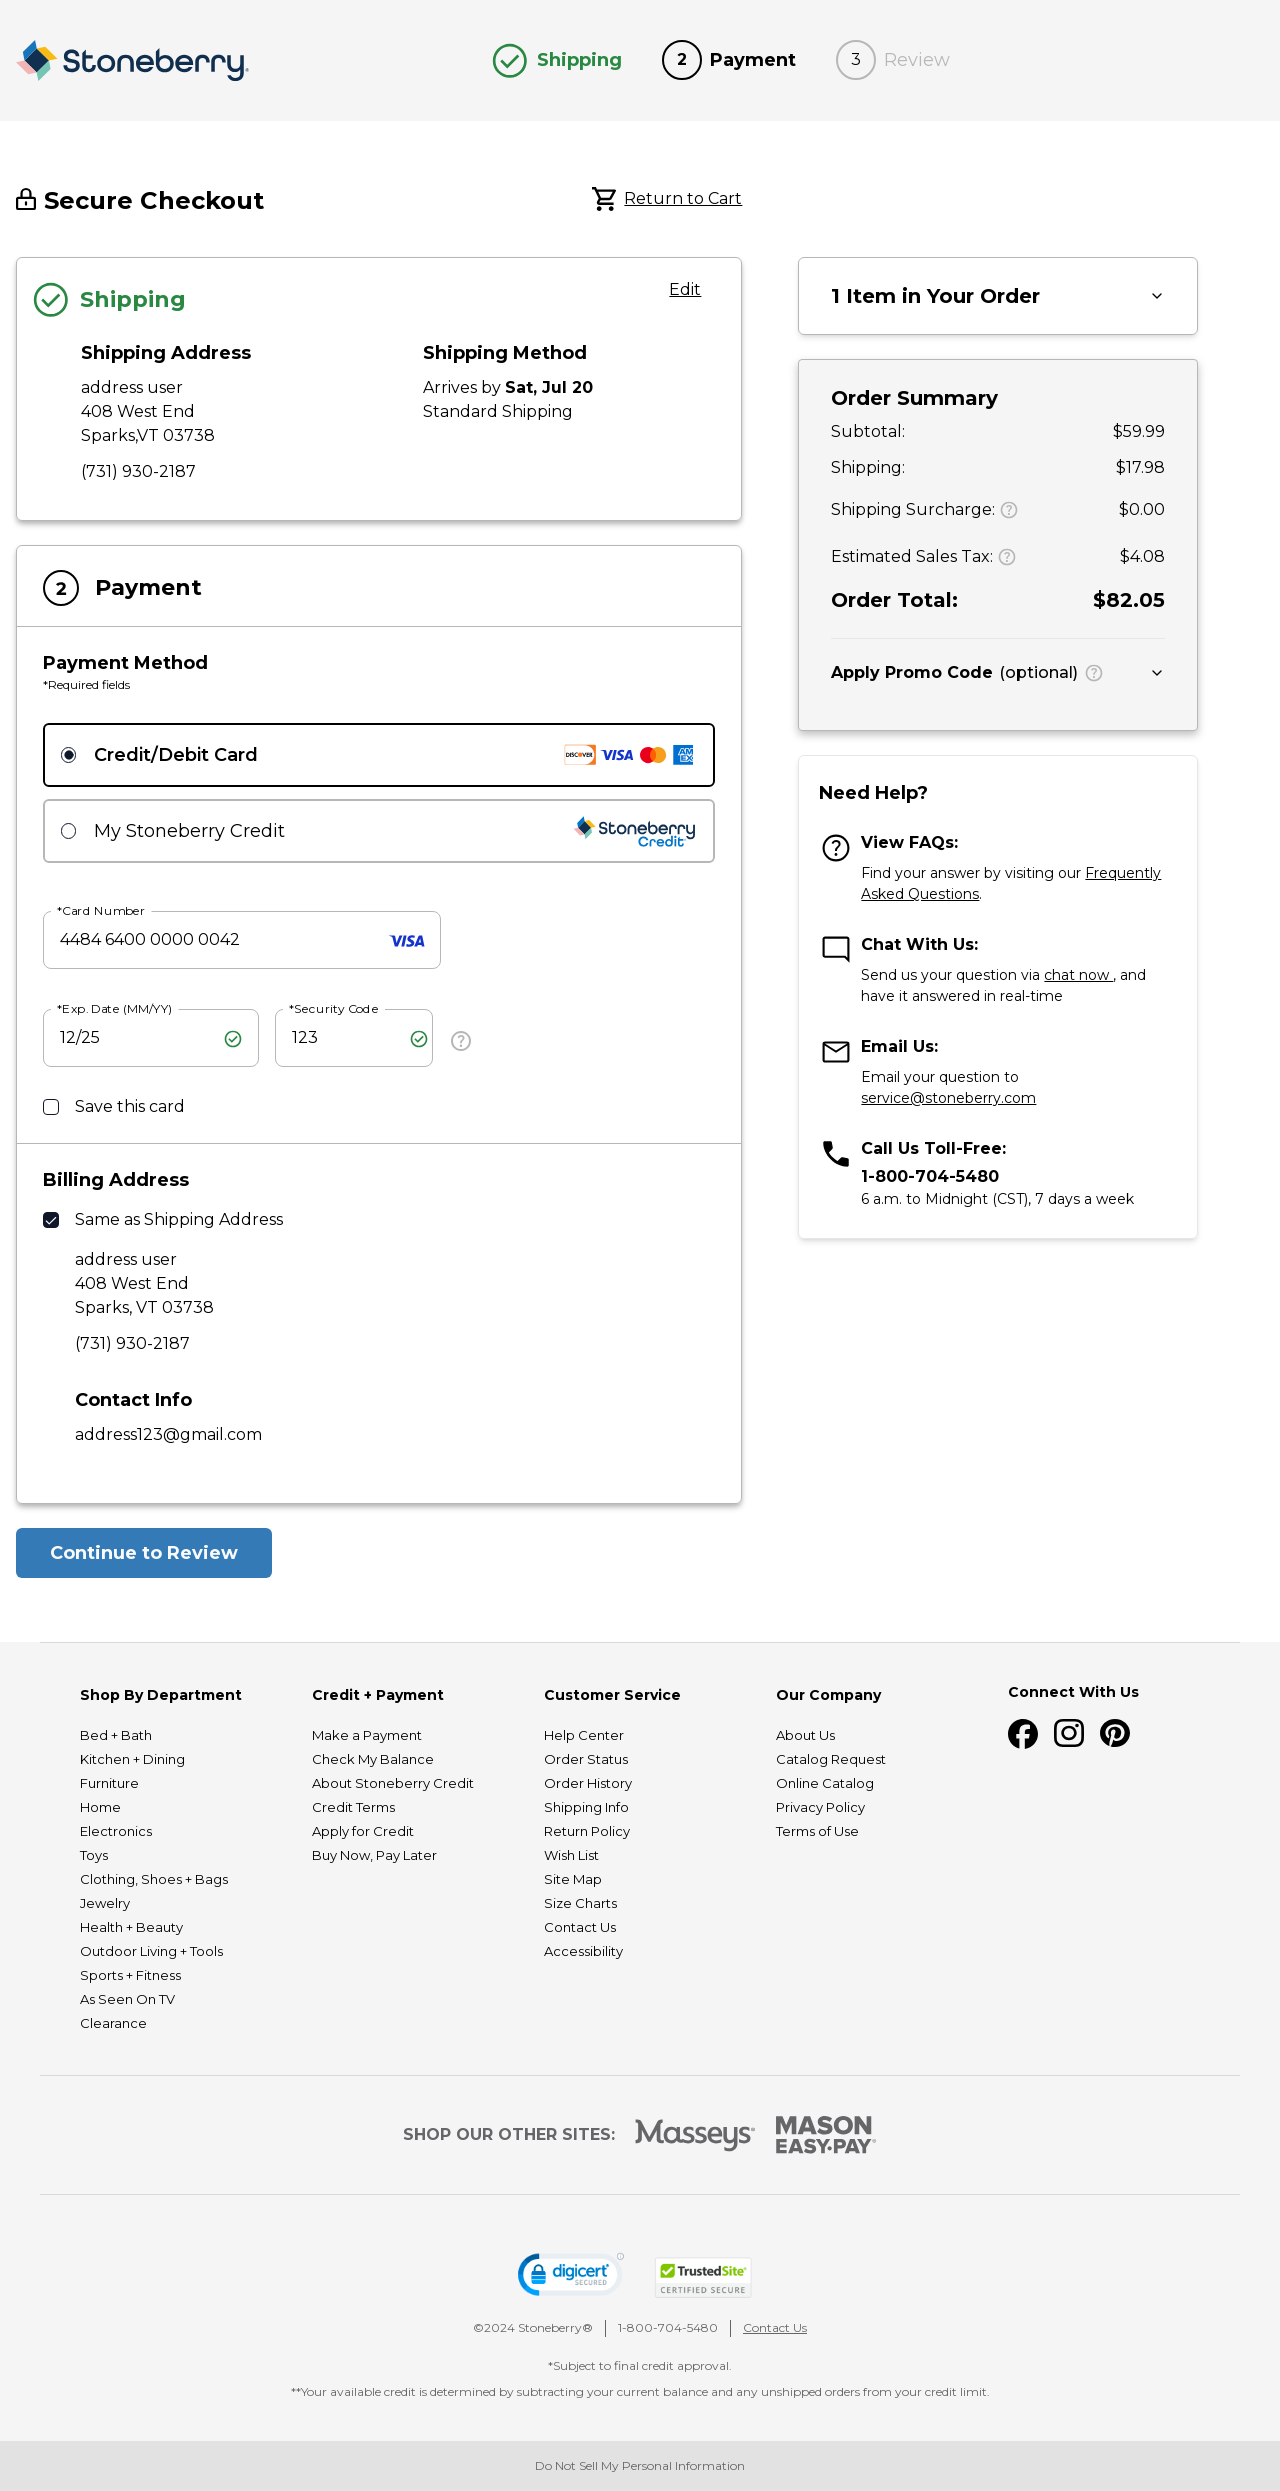 Stoneberry
Shipping
2 Payment
3 Review
Secure Checkout
Return to Cart
Shipping
Edit
Shipping Address
address user
408 West End
Sparks,VT 03738
(731) 930-2187
Shipping Method
Arrives by Sat, Jul 20
Standard Shipping
2 Payment
Payment Method
*Required fields
Credit/Debit Card
DISCOVER VISA AMEX
My Stoneberry Credit
Stoneberry
Credit
*Card Number
4484 6400 0000 0042
VISA
*Exp. Date (MM/YY)
12/25
*Security Code
123
?
Save this card
Billing Address
Same as Shipping Address
address user
408 West End
Sparks, VT 03738
(731) 930-2187
Contact Info
address123@gmail.com
Continue to Review
1 Item in Your Order
Order Summary
Subtotal: $59.99
Shipping: $17.98
Shipping Surcharge: ? $0.00
Estimated Sales Tax: ? $4.08
Order Total: $82.05
Apply Promo Code (optional) ?
Need Help?
View FAQs:
Find your answer by visiting our Frequently
Asked Questions.
Chat With Us:
Send us your question via chat now , and
have it answered in real-time
Email Us:
Email your question to
service@stoneberry.com
Call Us Toll-Free:
1-800-704-5480
6 a.m. to Midnight (CST), 7 days a week
Shop By Department
Bed + Bath
Kitchen + Dining
Furniture
Home
Electronics
Toys
Clothing, Shoes + Bags
Jewelry
Health + Beauty
Outdoor Living + Tools
Sports + Fitness
As Seen On TV
Clearance
Credit + Payment
Make a Payment
Check My Balance
About Stoneberry Credit
Credit Terms
Apply for Credit
Buy Now, Pay Later
Customer Service
Help Center
Order Status
Order History
Shipping Info
Return Policy
Wish List
Site Map
Size Charts
Contact Us
Accessibility
Our Company
About Us
Catalog Request
Online Catalog
Privacy Policy
Terms of Use
Connect With Us
SHOP OUR OTHER SITES:
Masseys
MASON
EASY•PAY
digicert
SECURED
TrustedSite
CERTIFIED SECURE
©2024 Stoneberry® | 1-800-704-5480 | Contact Us
*Subject to final credit approval.
**Your available credit is determined by subtracting your current balance and any unshipped orders from your credit limit.
Do Not Sell My Personal Information